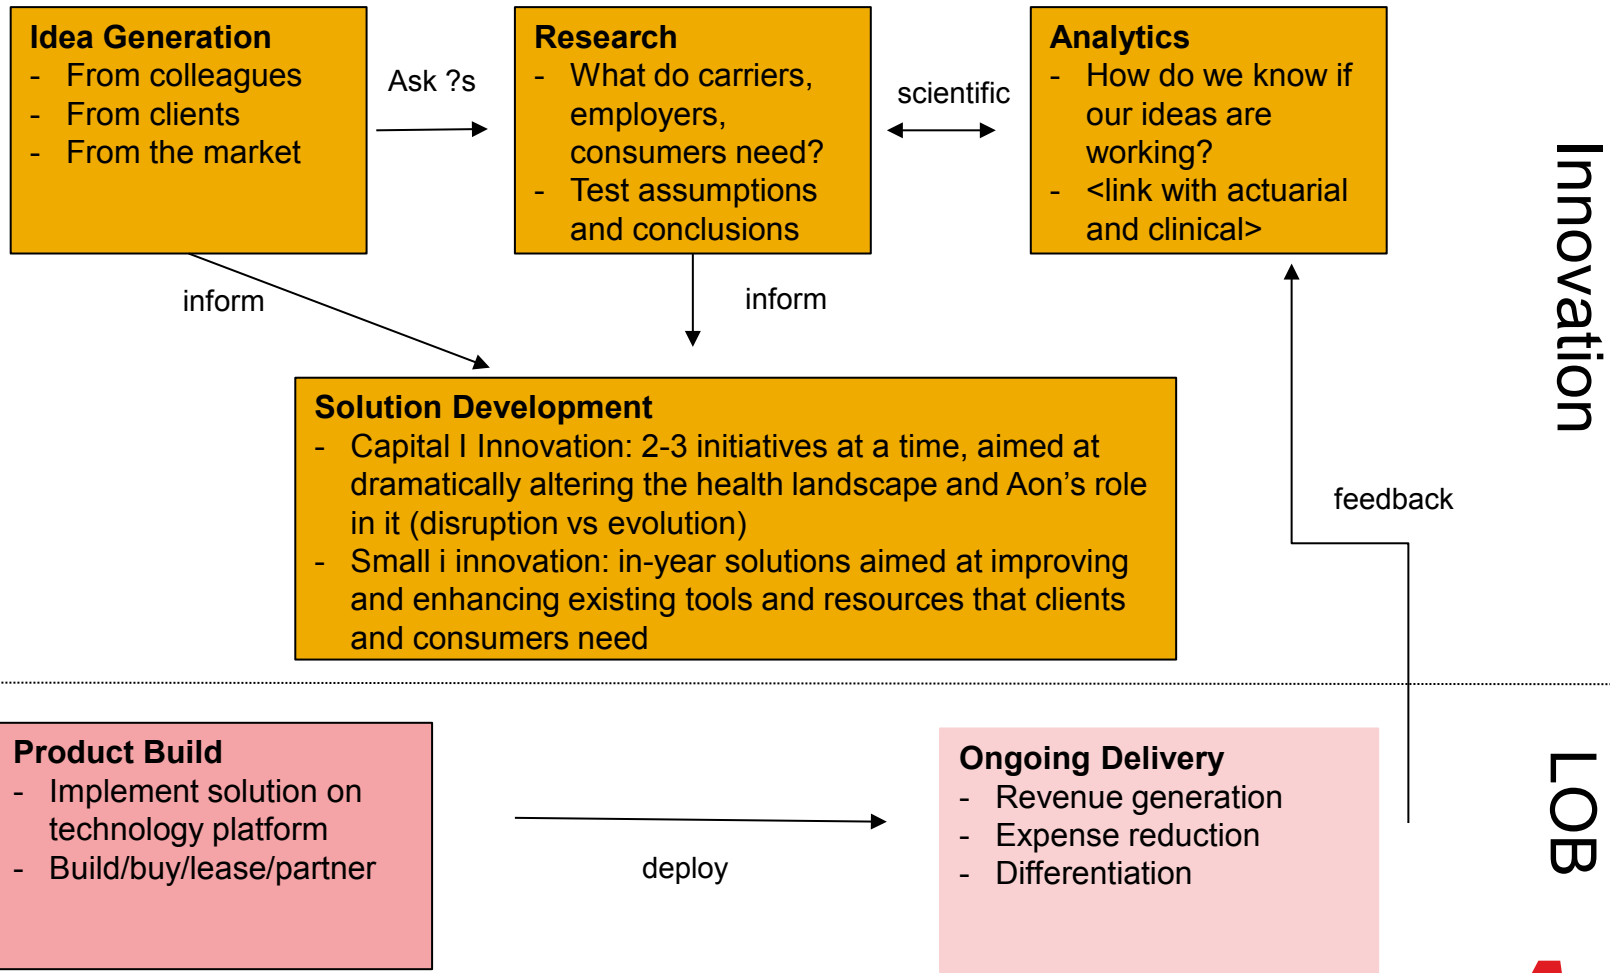 Idea Generation
- From colleagues
- From clients
- From the market
Ask ?s
Research
- What do carriers,
employers,
consumers need?
- Test assumptions
and conclusions
scientific
Analytics
- How do we know if
our ideas are
working?
- <link with actuarial
and clinical>
Innovation
inform
inform
Solution Development
- Capital I Innovation: 2-3 initiatives at a time, aimed at
dramatically altering the health landscape and Aon’s role
in it (disruption vs evolution)
- Small i innovation: in-year solutions aimed at improving
and enhancing existing tools and resources that clients
and consumers need
feedback
Product Build
- Implement solution on
technology platform
- Build/buy/lease/partner
deploy
Ongoing Delivery
- Revenue generation
- Expense reduction
- Differentiation
LOB